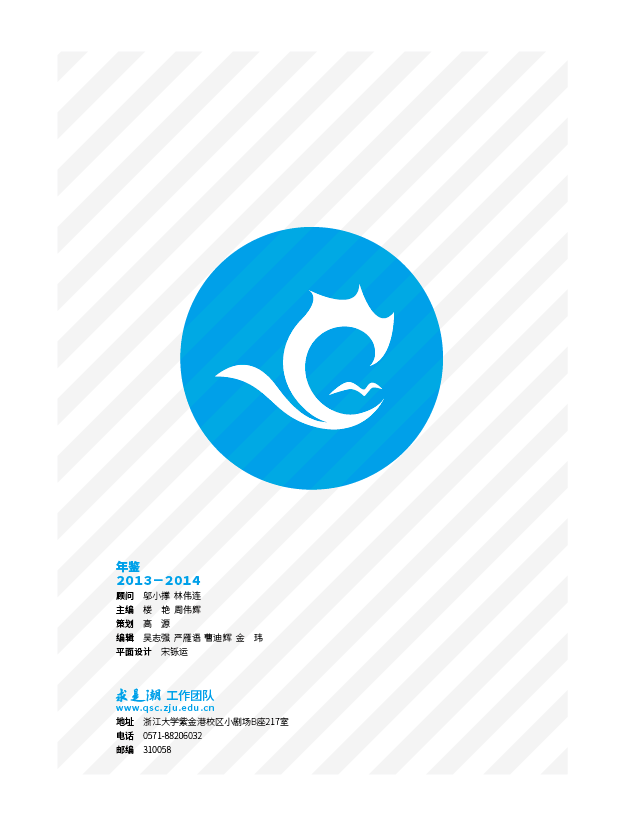 年鉴
2013－2014
顾问 邬小撑 林伟连
主编 楼 艳 周伟辉
策划 高 源
编辑 吴志强 严雁语 曹迪辉 金 玮
平面设计 宋铄运
求是潮 工作团队
www.qsc.zju.edu.cn
地址 浙江大学紫金港校区小剧场B座217室
电话 0571-88206032
邮编 310058